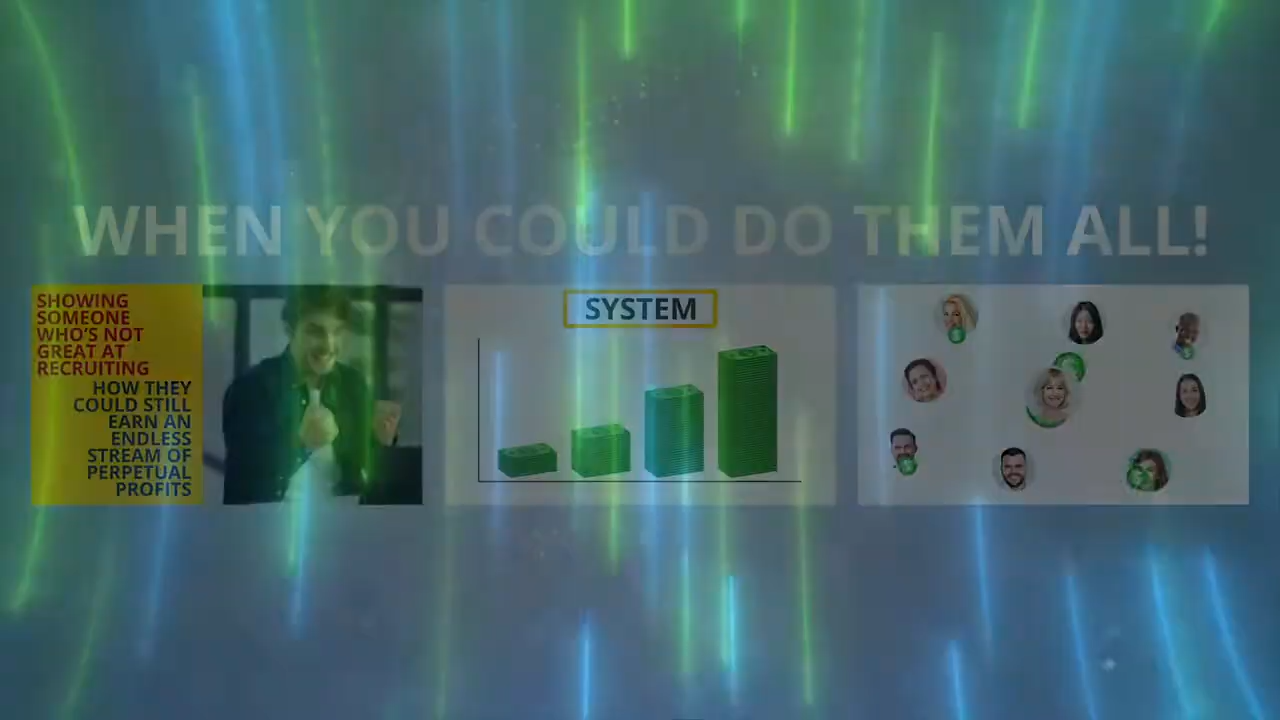 WHEN YOU COULD DO THEM ALL!
SHOWING
SOMEONE
WHO'S NOT
GREAT AT
RECRUITING
HOW THEY
COULD STILL
EARN AN
ENDLESS
STREAM OF
PERPETUAL
PROFITS
SYSTEM